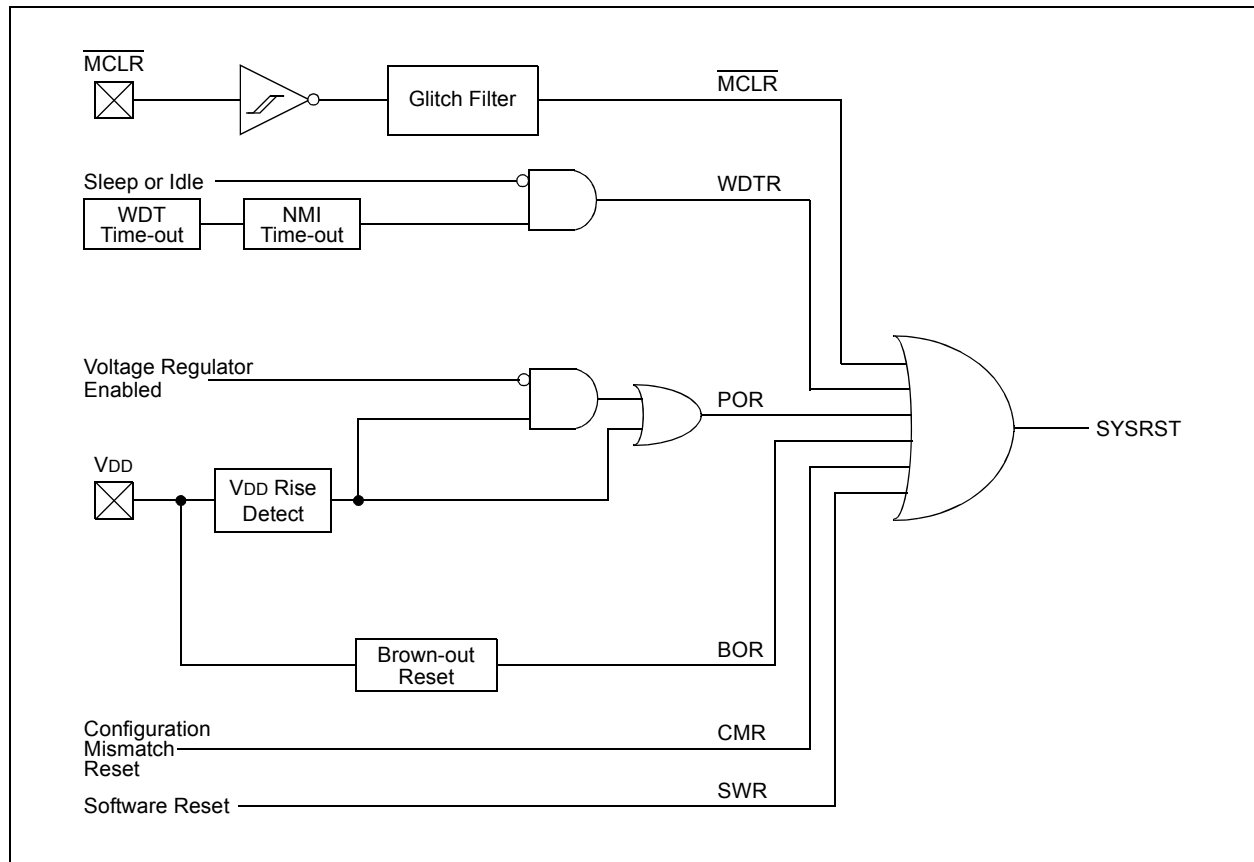 MCLR
Glitch Filter
MCLR
Sleep or Idle
WDTR
WDT
Time-out
NMI
Time-out
Voltage Regulator
Enabled
POR
SYSRST
VDD
VDD Rise
Detect
Brown-out
Reset
BOR
Configuration
Mismatch
Reset
CMR
Software Reset
SWR